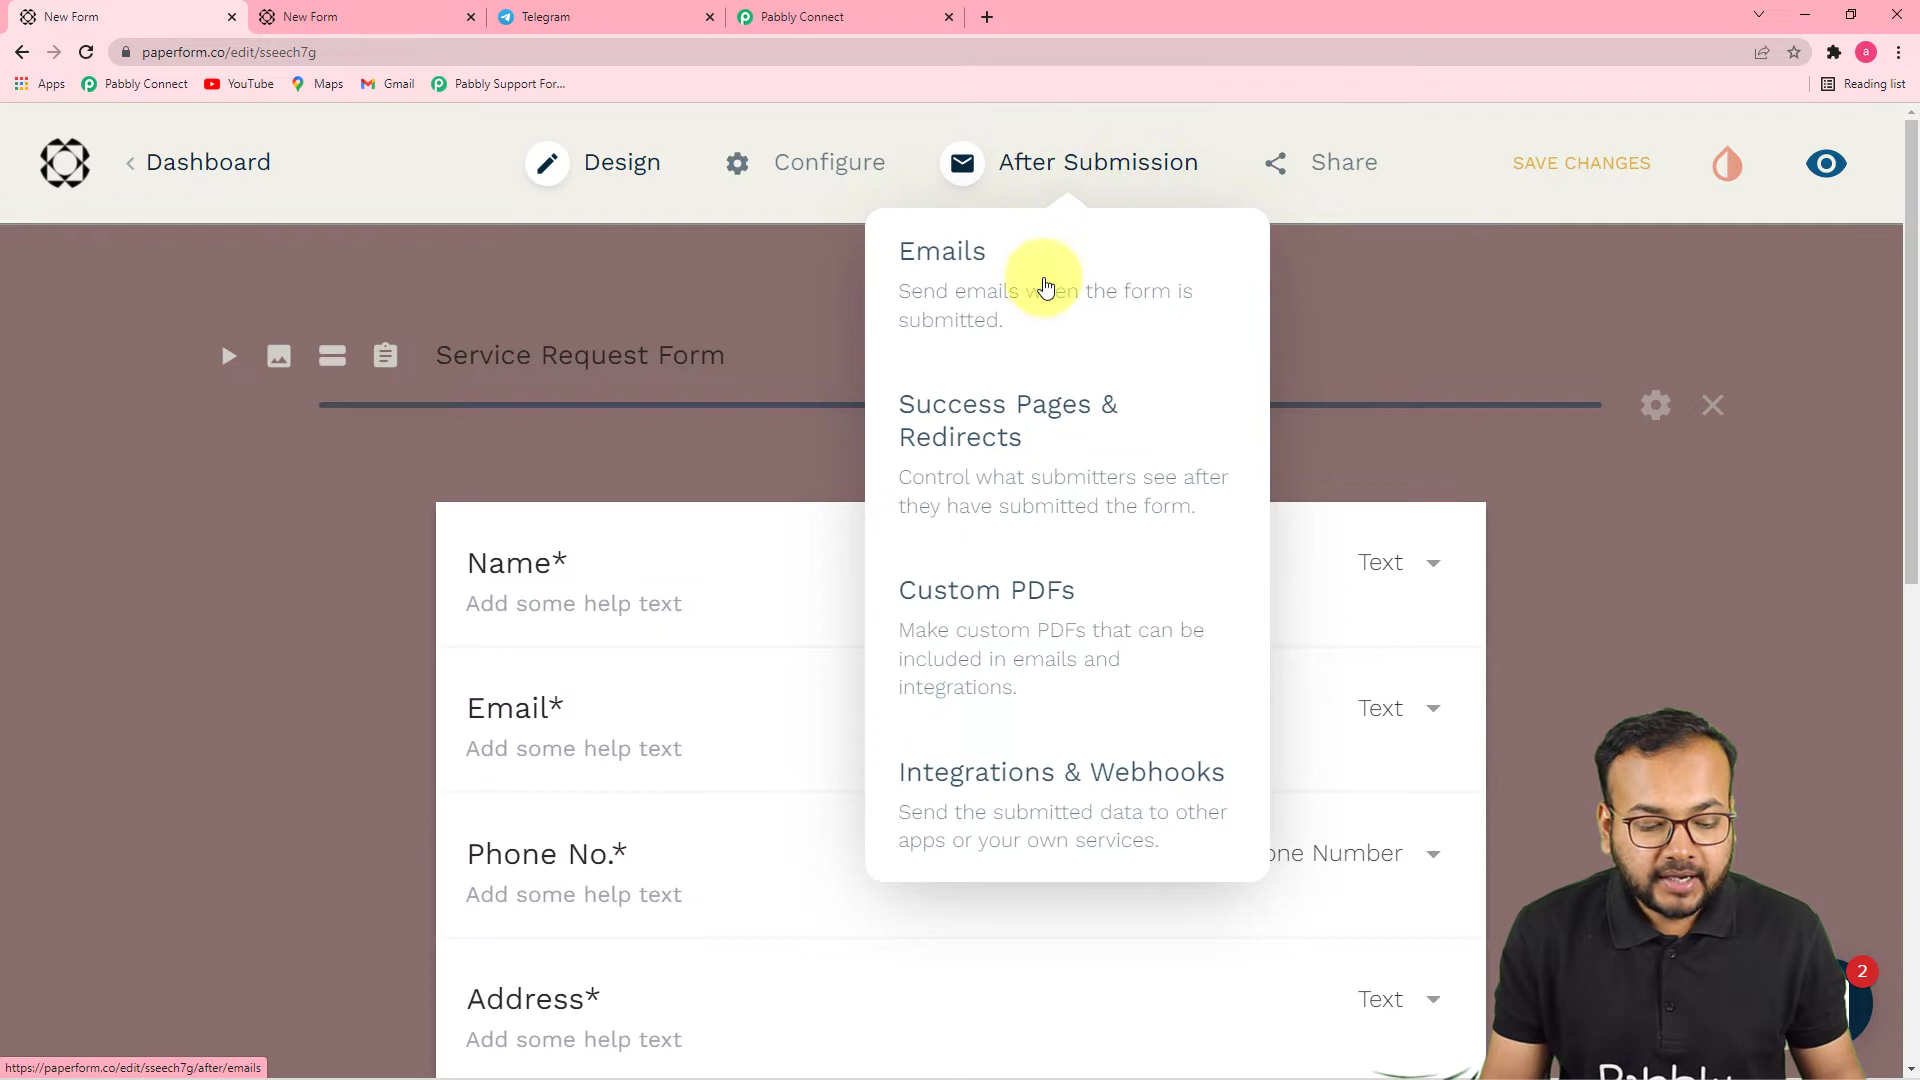 New Form
New Form
Telegram
Pabbly Connect
paperform.co/edit/sseech7g
a
Apps
Pabbly Connect
YouTube
Maps
Gmail
Pabbly Support For...
Reading list
Dashboard
Design
Configure
After Submission
Share
SAVE CHANGES
Emails
Send emails when the form is
submitted.
Success Pages &
Redirects
Control what submitters see after
they have submitted the form.
Custom PDFs
Make custom PDFs that can be
included in emails and
integrations.
Integrations & Webhooks
Send the submitted data to other
apps or your own services.
Service Request Form
Name*
Text
Add some help text
Email*
Text
Add some help text
Phone No.*
one Number
Add some help text
Address*
Text
Add some help text
2
Pabbly
https://paperform.co/edit/sseech7g/after/emails